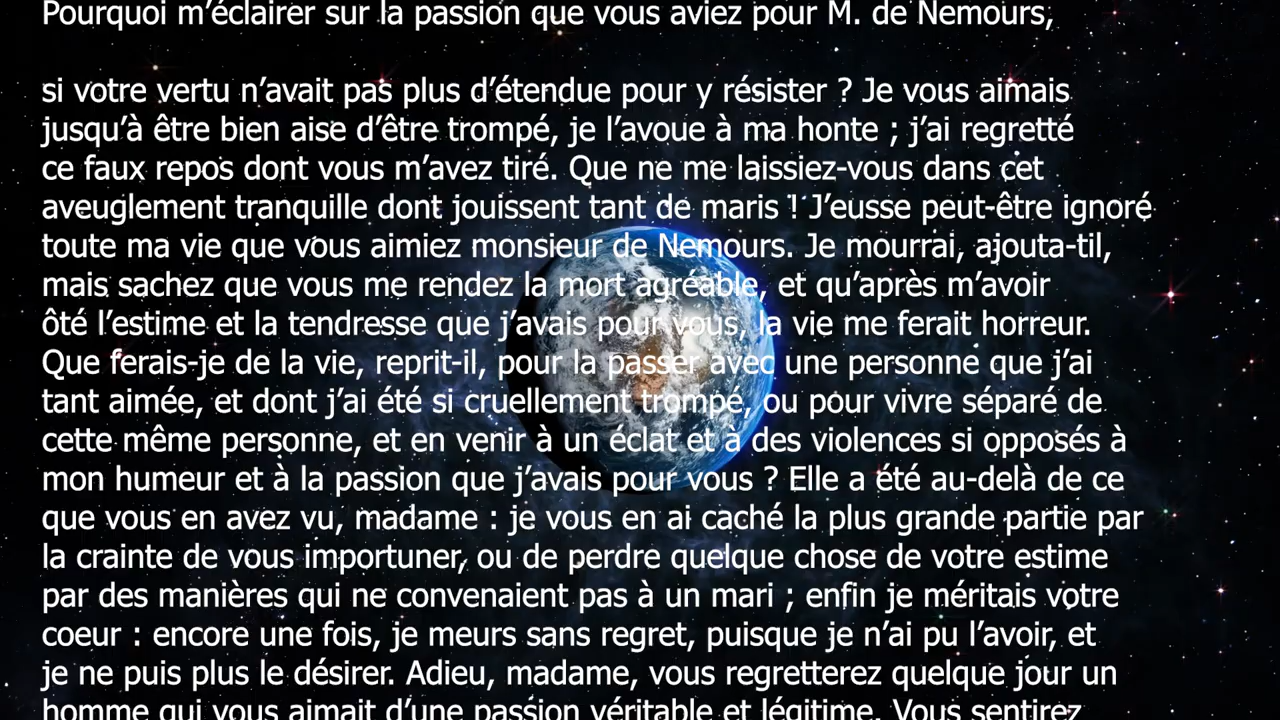 Pourquoi m’éclairer sur la passion que vous aviez pour M. de Nemours,
si votre vertu n’avait pas plus d’étendue pour y résister ? Je vous aimais
jusqu’à être bien aise d’être trompé, je l’avoue à ma honte ; j’ai regretté
ce faux repos dont vous m’avez tiré. Que ne me laissiez-vous dans cet
aveuglement tranquille dont jouissent tant de maris ! J’eusse peut-être ignoré
toute ma vie que vous aimiez monsieur de Nemours. Je mourrai, ajouta-til,
mais sachez que vous me rendez la mort agréable, et qu’après m’avoir
ôté l’estime et la tendresse que j’avais pour vous, la vie me ferait horreur.
Que ferais-je de la vie, reprit-il, pour la passer avec une personne que j’ai
tant aimée, et dont j’ai été si cruellement trompé, ou pour vivre séparé de
cette même personne, et en venir à un éclat et à des violences si opposés à
mon humeur et à la passion que j’avais pour vous ? Elle a été au-delà de ce
que vous en avez vu, madame : je vous en ai caché la plus grande partie par
la crainte de vous importuner, ou de perdre quelque chose de votre estime
par des manières qui ne convenaient pas à un mari ; enfin je méritais votre
coeur : encore une fois, je meurs sans regret, puisque je n’ai pu l’avoir, et
je ne puis plus le désirer. Adieu, madame, vous regretterez quelque jour un
homme qui vous aimait d’une passion véritable et légitime. Vous sentirez